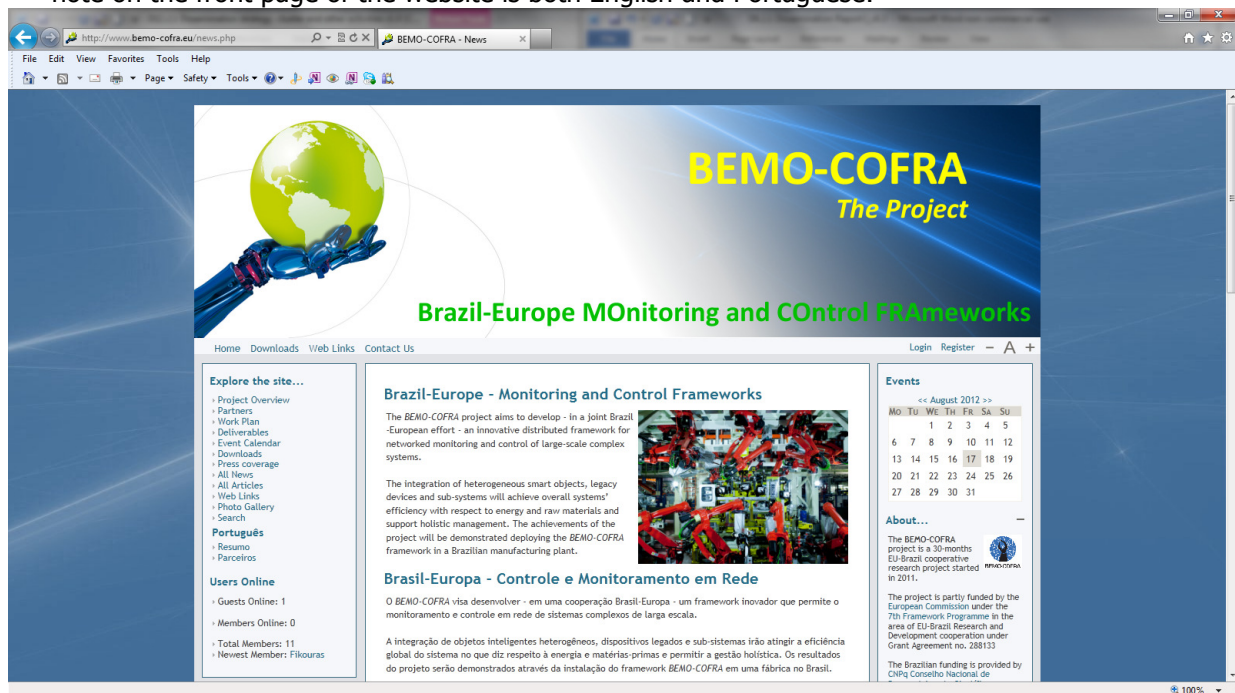 note on the front page of the website is both English and Portuguese.
http://www.bemo-cofra.eu/news.php
BEMO-COFRA - News
File Edit View Favorites Tools Help
Page Safety Tools
BEMO-COFRA
The Project
Brazil-Europe MOnitoring and COntrol FRAmeworks
Home Downloads Web Links Contact Us
Login Register – A +
Explore the site...
Project Overview
Partners
Work Plan
Deliverables
Event Calendar
Downloads
Press coverage
All News
All Articles
Web Links
Photo Gallery
Search
Português
Resumo
Parceiros
Users Online
Guests Online: 1
Members Online: 0
Total Members: 11
Newest Member: Fikouras
Brazil-Europe - Monitoring and Control Frameworks
The BEMO-COFRA project aims to develop - in a joint Brazil
-European effort - an innovative distributed framework for
networked monitoring and control of large-scale complex
systems.
The integration of heterogeneous smart objects, legacy
devices and sub-systems will achieve overall systems'
efficiency with respect to energy and raw materials and
support holistic management. The achievements of the
project will be demonstrated deploying the BEMO-COFRA
framework in a Brazilian manufacturing plant.
Brasil-Europa - Controle e Monitoramento em Rede
O BEMO-COFRA visa desenvolver - em uma cooperação Brasil-Europa - um framework inovador que permite o
monitoramento e controle em rede de sistemas complexos de larga escala.
A integração de objetos inteligentes heterogêneos, dispositivos legados e sub-sistemas irão atingir a eficiência
global do sistema no que diz respeito à energia e matérias-primas e permitir a gestão holística. Os resultados
do projeto serão demonstrados através da instalação do framework BEMO-COFRA em uma fábrica no Brasil.
Events
<< August 2012 >>
Mo Tu We Th Fr Sa Su
1 2 3 4 5
6 7 8 9 10 11 12
13 14 15 16 17 18 19
20 21 22 23 24 25 26
27 28 29 30 31
About...
The BEMO-COFRA
project is a 30-months
EU-Brazil cooperative
research project started
in 2011.
BEMO-COFRA
The project is partly funded by the
European Commission under the
7th Framework Programme in the
area of EU-Brazil Research and
Development cooperation under
Grant Agreement no. 288133
The Brazilian funding is provided by
CNPq Conselho Nacional de
100%